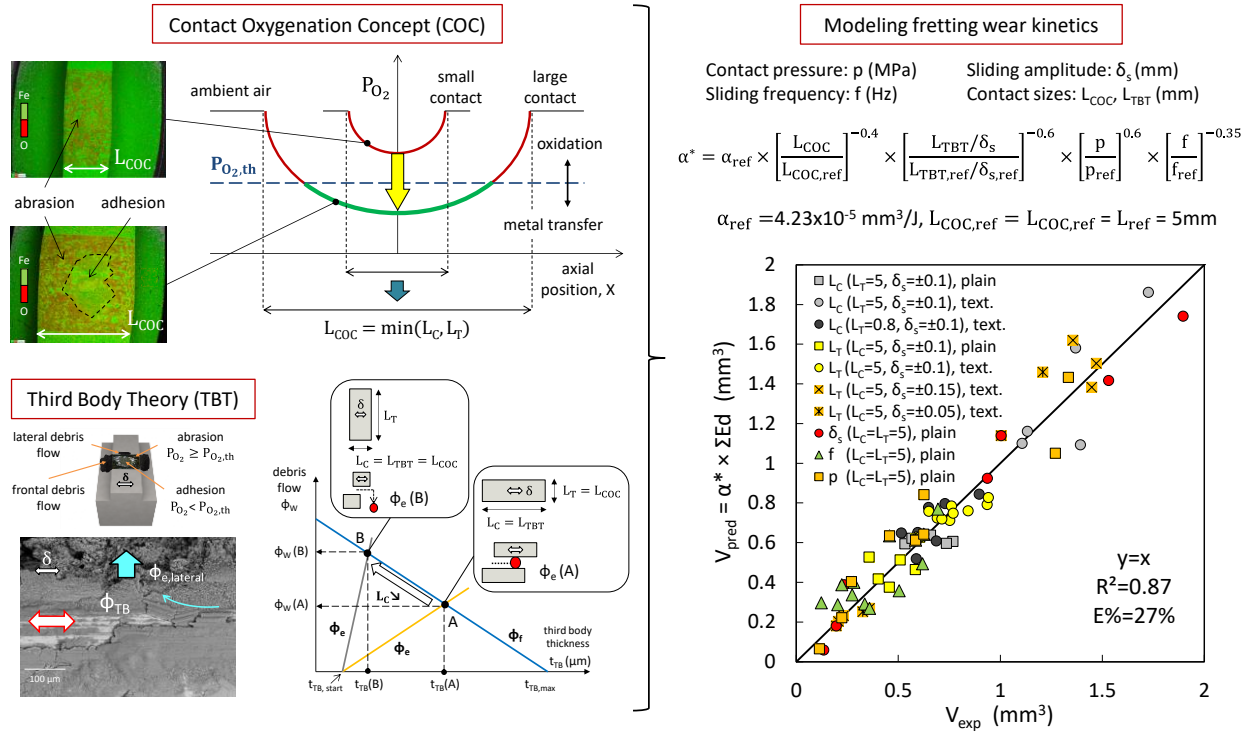 Contact Oxygenation Concept (COC)
Fe
O
L_COC
abrasion
adhesion
Fe
O
L_COC
ambient air
P_O₂
small contact
large contact
P_O₂,th
oxidation
metal transfer
axial position, X
L_COC = min(L_C, L_T)
Third Body Theory (TBT)
lateral debris flow
abrasion
P_O₂ ≥ P_O₂,th
frontal debris flow
δ
adhesion
P_O₂ < P_O₂,th
δ
ϕ_e,lateral
ϕ_TB
100 µm
δ
L_T
L_C = L_TBT = L_COC
ϕ_e (B)
δ
L_T = L_COC
L_C = L_TBT
ϕ_e (A)
debris flow
ϕ_W
B
ϕ_W (B)
ϕ_W (A)
L_C ↘
A
ϕ_e
ϕ_e
ϕ_f
third body thickness
t_TB (µm)
t_TB, start
t_TB(B)
t_TB(A)
t_TB,max
Modeling fretting wear kinetics
Contact pressure: p (MPa)
Sliding amplitude: δ_s (mm)
Sliding frequency: f (Hz)
Contact sizes: L_COC, L_TBT (mm)
α* = α_ref × [L_COC / L_COC,ref]^−0.4 × [L_TBT/δ_s / L_TBT,ref/δ_s,ref]^−0.6 × [p / p_ref]^0.6 × [f / f_ref]^−0.35
α_ref =4.23x10⁻⁵ mm³/J, L_COC,ref = L_COC,ref = L_ref = 5mm
V_pred = α* × ΣEd (mm³)
2
1.8
1.6
1.4
1.2
1
0.8
0.6
0.4
0.2
0
L_C (L_T=5, δ_s=±0.1), plain
L_C (L_T=5, δ_s=±0.1), text.
L_C (L_T=0.8, δ_s=±0.1), text.
L_T (L_C=5, δ_s=±0.1), plain
L_T (L_C=5, δ_s=±0.1), text.
L_T (L_C=5, δ_s=±0.15), text.
L_T (L_C=5, δ_s=±0.05), text.
δ_s (L_C=L_T=5), plain
f (L_C=L_T=5), plain
p (L_C=L_T=5), plain
y=x
R²=0.87
E%=27%
0
0.5
1
1.5
2
V_exp (mm³)